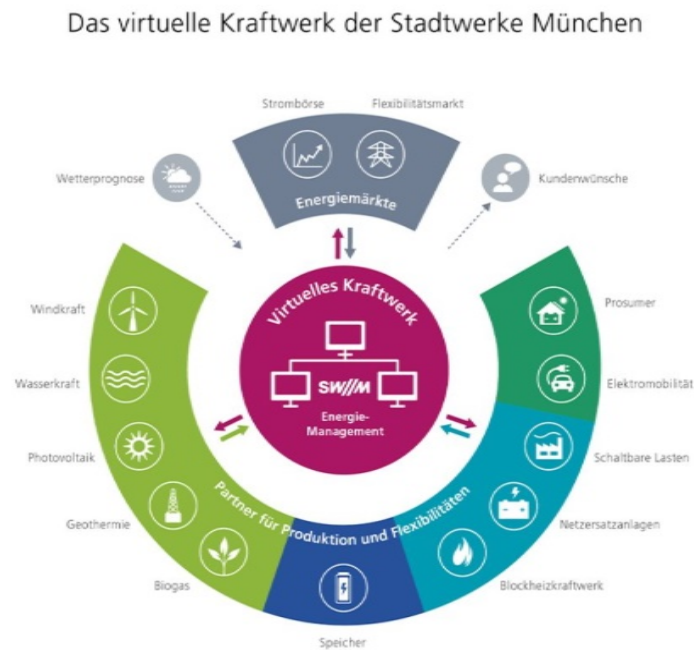 Das virtuelle Kraftwerk der Stadtwerke München
Strombörse
Flexibilitätsmarkt
Wetterprognose
Kundenwünsche
Energiemärkte
Virtuelles Kraftwerk
SW//M
Energie-
Management
Windkraft
Wasserkraft
Photovoltaik
Geothermie
Biogas
Speicher
Blockheizkraftwerk
Netzersatzanlagen
Schaltbare Lasten
Elektromobilität
Prosumer
Partner für Produktion und Flexibilitäten